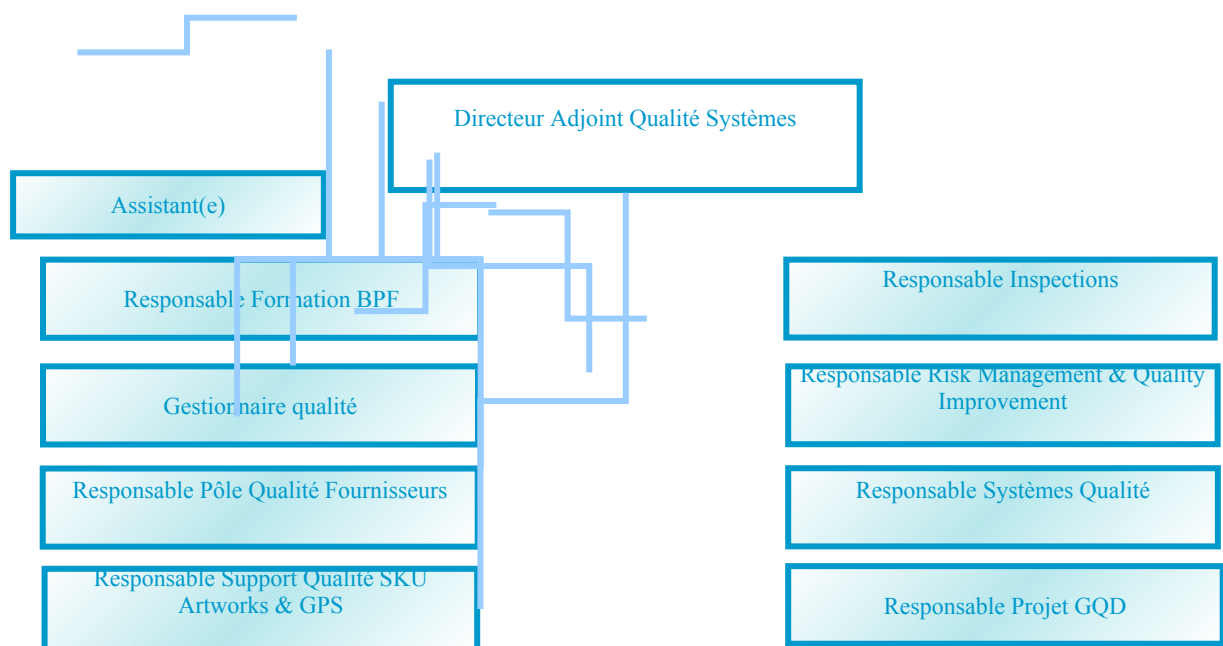 Directeur Adjoint Qualité Systèmes
Assistant(e)
Responsable Formation BPF
Responsable Inspections
Gestionnaire qualité
Responsable Risk Management & Quality
Improvement
Responsable Pôle Qualité Fournisseurs
Responsable Systèmes Qualité
Responsable Support Qualité SKU
Artworks & GPS
Responsable Projet GQD